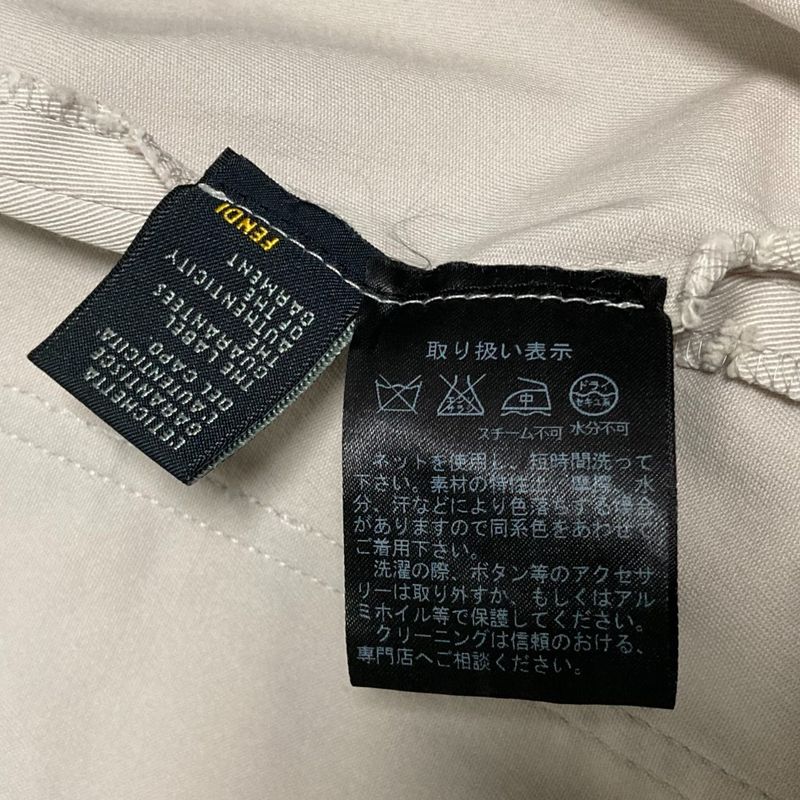 FENDI
L'ETICHETTA
GARANTISCE
L'AUTENTICITA'
DEL CAPO
THE LABEL
GUARANTEES
THE
AUTHENTICITY
OF THE
GARMENT
取り扱い表示
エンソ
サラシ
中
ドライ
セキユ系
スチーム不可 水分不可
ネットを使用し、短時間洗って
下さい。素材の特性上、摩擦、水
分、汗などにより色落ちする場合
がありますので同系色をあわせて
ご着用下さい。
洗濯の際、ボタン等のアクセサ
リーは取り外すか、もしくはアル
ミホイル等で保護してください。
クリーニングは信頼のおける、
専門店へご相談ください。